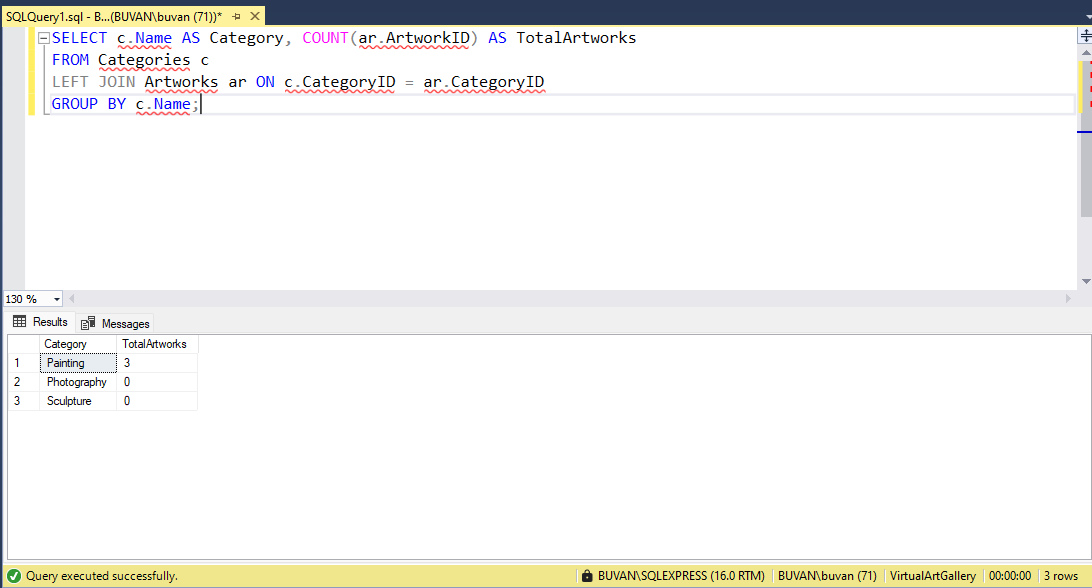 SQLQuery1.sql - B...(BUVAN\buvan (71))*
SELECT c.Name AS Category, COUNT(ar.ArtworkID) AS TotalArtworks
FROM Categories c
LEFT JOIN Artworks ar ON c.CategoryID = ar.CategoryID
GROUP BY c.Name;
130 %
Results Messages
Category TotalArtworks
1 Painting 3
2 Photography 0
3 Sculpture 0
Query executed successfully. BUVAN\SQLEXPRESS (16.0 RTM) BUVAN\buvan (71) VirtualArtGallery 00:00:00 3 rows